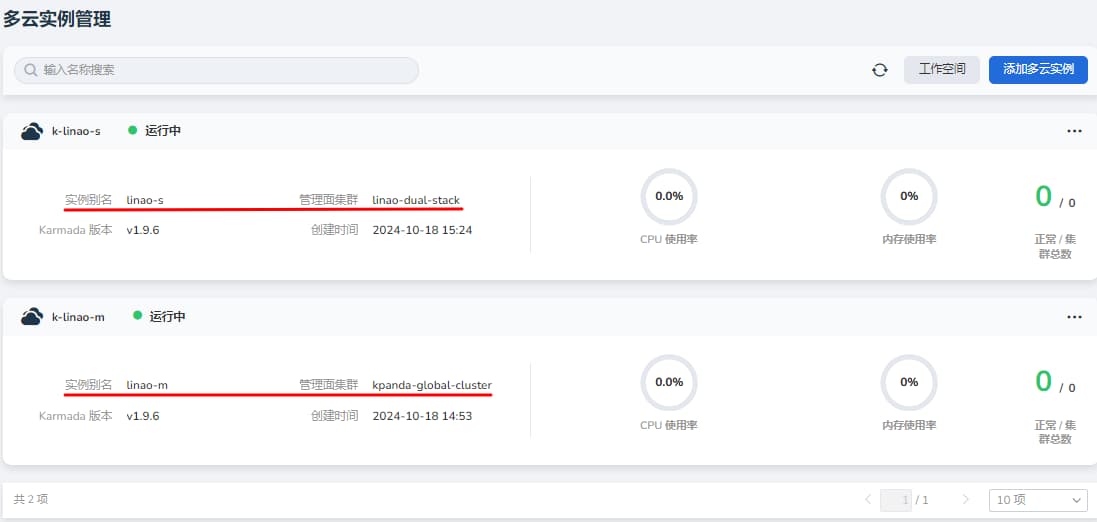 多云实例管理
输入名称搜索
工作空间
添加多云实例
k-linao-s 运行中
实例别名 linao-s 管理面集群 linao-dual-stack
Karmada 版本 v1.9.6 创建时间 2024-10-18 15:24
0.0%
CPU 使用率
0%
内存使用率
0 / 0
正常 / 集
群总数
k-linao-m 运行中
实例别名 linao-m 管理面集群 kpanda-global-cluster
Karmada 版本 v1.9.6 创建时间 2024-10-18 14:53
0.0%
CPU 使用率
0%
内存使用率
0 / 0
正常 / 集
群总数
共 2 项
1 / 1
10 项